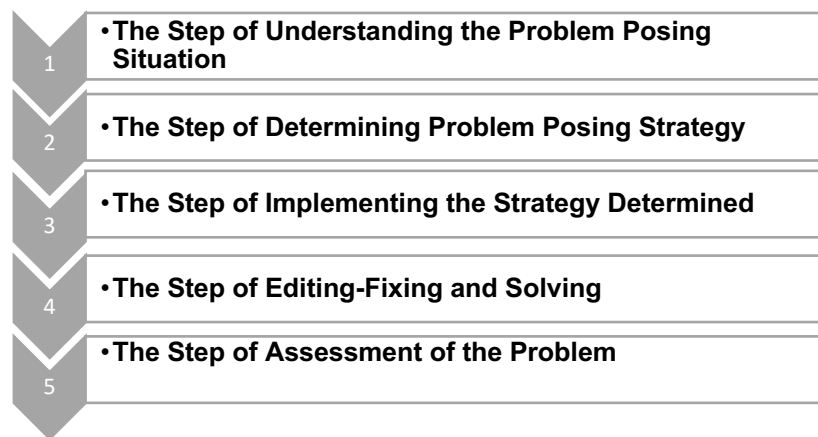 1
•The Step of Understanding the Problem Posing
Situation
2
•The Step of Determining Problem Posing Strategy
3
•The Step of Implementing the Strategy Determined
4
•The Step of Editing-Fixing and Solving
5
•The Step of Assessment of the Problem